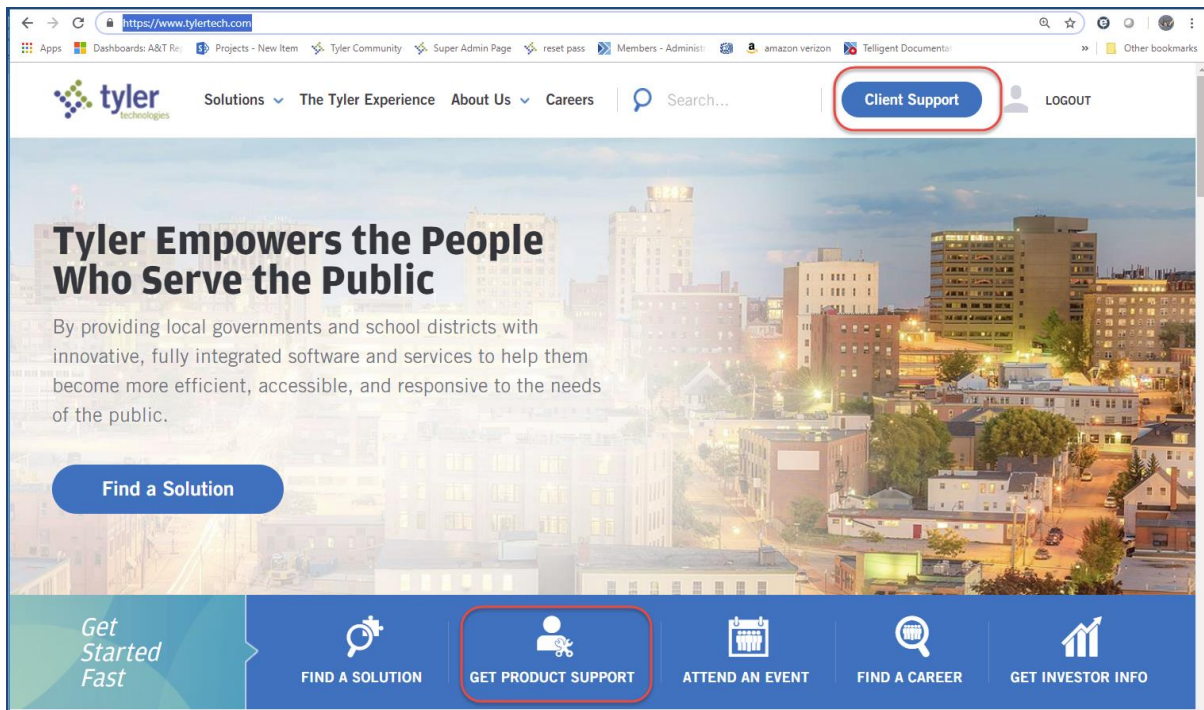 https://www.tylertech.com
Apps Dashboards: A&T Re Projects - New Item Tyler Community Super Admin Page reset pass Members - Administ amazon verizon Telligent Documenta » Other bookmarks
tyler technologies Solutions The Tyler Experience About Us Careers Search... Client Support LOGOUT
Tyler Empowers the People
Who Serve the Public
By providing local governments and school districts with
innovative, fully integrated software and services to help them
become more efficient, accessible, and responsive to the needs
of the public.
Find a Solution
Get
Started
Fast
FIND A SOLUTION GET PRODUCT SUPPORT ATTEND AN EVENT FIND A CAREER GET INVESTOR INFO